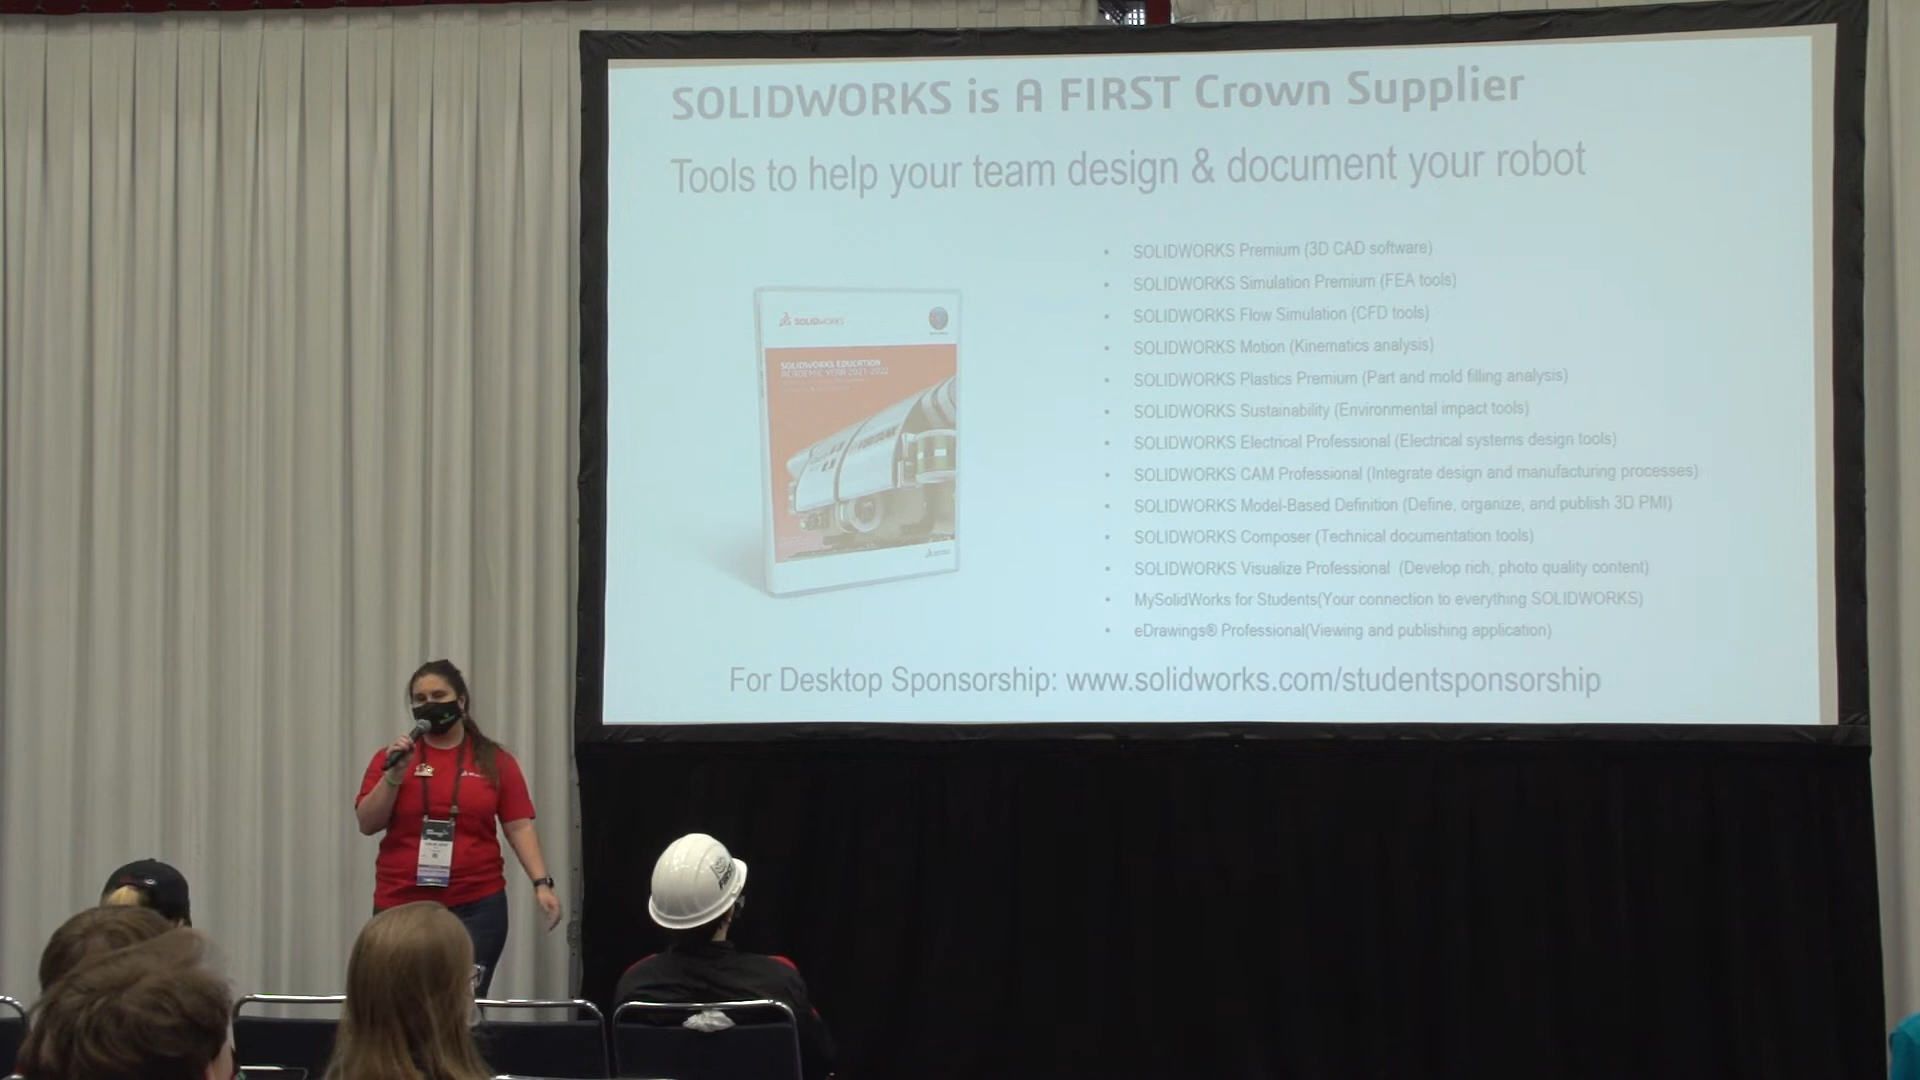 SOLIDWORKS is A FIRST Crown Supplier
Tools to help your team design & document your robot
• SOLIDWORKS Premium (3D CAD software)
• SOLIDWORKS Simulation Premium (FEA tools)
• SOLIDWORKS Flow Simulation (CFD tools)
• SOLIDWORKS Motion (Kinematics analysis)
• SOLIDWORKS Plastics Premium (Part and mold filling analysis)
• SOLIDWORKS Sustainability (Environmental impact tools)
• SOLIDWORKS Electrical Professional (Electrical systems design tools)
• SOLIDWORKS CAM Professional (Integrate design and manufacturing processes)
• SOLIDWORKS Model-Based Definition (Define, organize, and publish 3D PMI)
• SOLIDWORKS Composer (Technical documentation tools)
• SOLIDWORKS Visualize Professional (Develop rich, photo quality content)
• MySolidWorks for Students(Your connection to everything SOLIDWORKS)
• eDrawings® Professional(Viewing and publishing application)
SOLIDWORKS
SOLIDWORKS EDUCATION
ACADEMIC YEAR 2021-2022
For Desktop Sponsorship: www.solidworks.com/studentsponsorship
FIRST